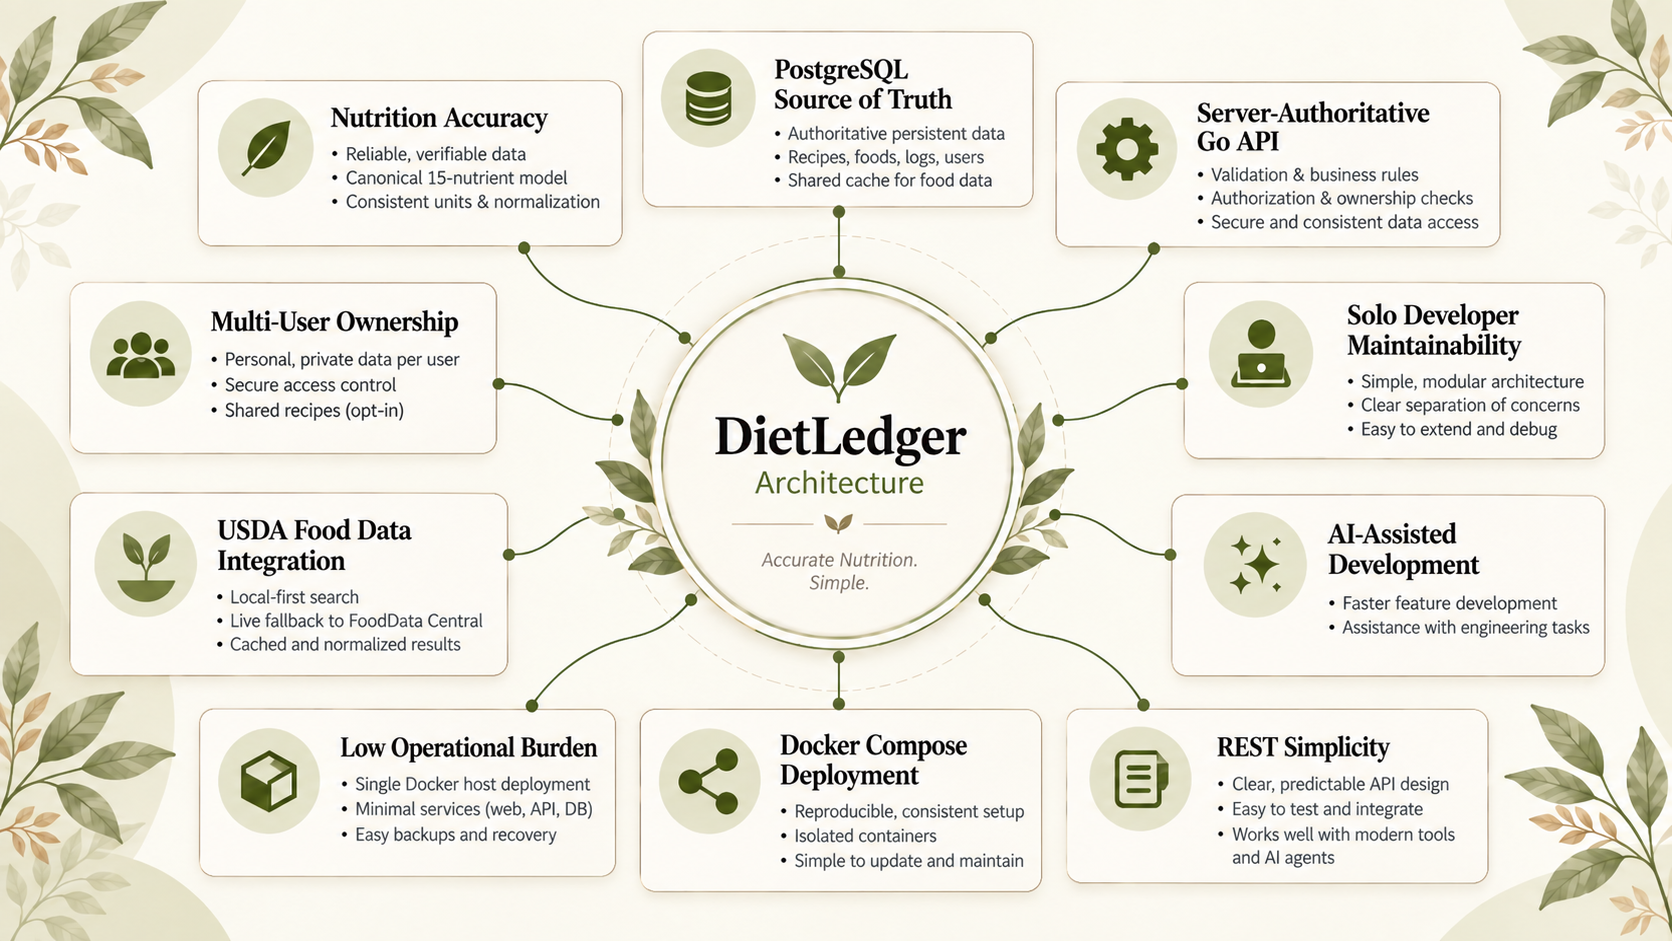 PostgreSQL
Source of Truth
• Authoritative persistent data
• Recipes, foods, logs, users
• Shared cache for food data
Nutrition Accuracy
• Reliable, verifiable data
• Canonical 15-nutrient model
• Consistent units & normalization
Server-Authoritative
Go API
• Validation & business rules
• Authorization & ownership checks
• Secure and consistent data access
Multi-User Ownership
• Personal, private data per user
• Secure access control
• Shared recipes (opt-in)
Solo Developer
Maintainability
• Simple, modular architecture
• Clear separation of concerns
• Easy to extend and debug
DietLedger
Architecture
Accurate Nutrition.
Simple.
USDA Food Data
Integration
• Local-first search
• Live fallback to FoodData Central
• Cached and normalized results
AI-Assisted
Development
• Faster feature development
• Assistance with engineering tasks
Low Operational Burden
• Single Docker host deployment
• Minimal services (web, API, DB)
• Easy backups and recovery
Docker Compose
Deployment
• Reproducible, consistent setup
• Isolated containers
• Simple to update and maintain
REST Simplicity
• Clear, predictable API design
• Easy to test and integrate
• Works well with modern tools
and AI agents